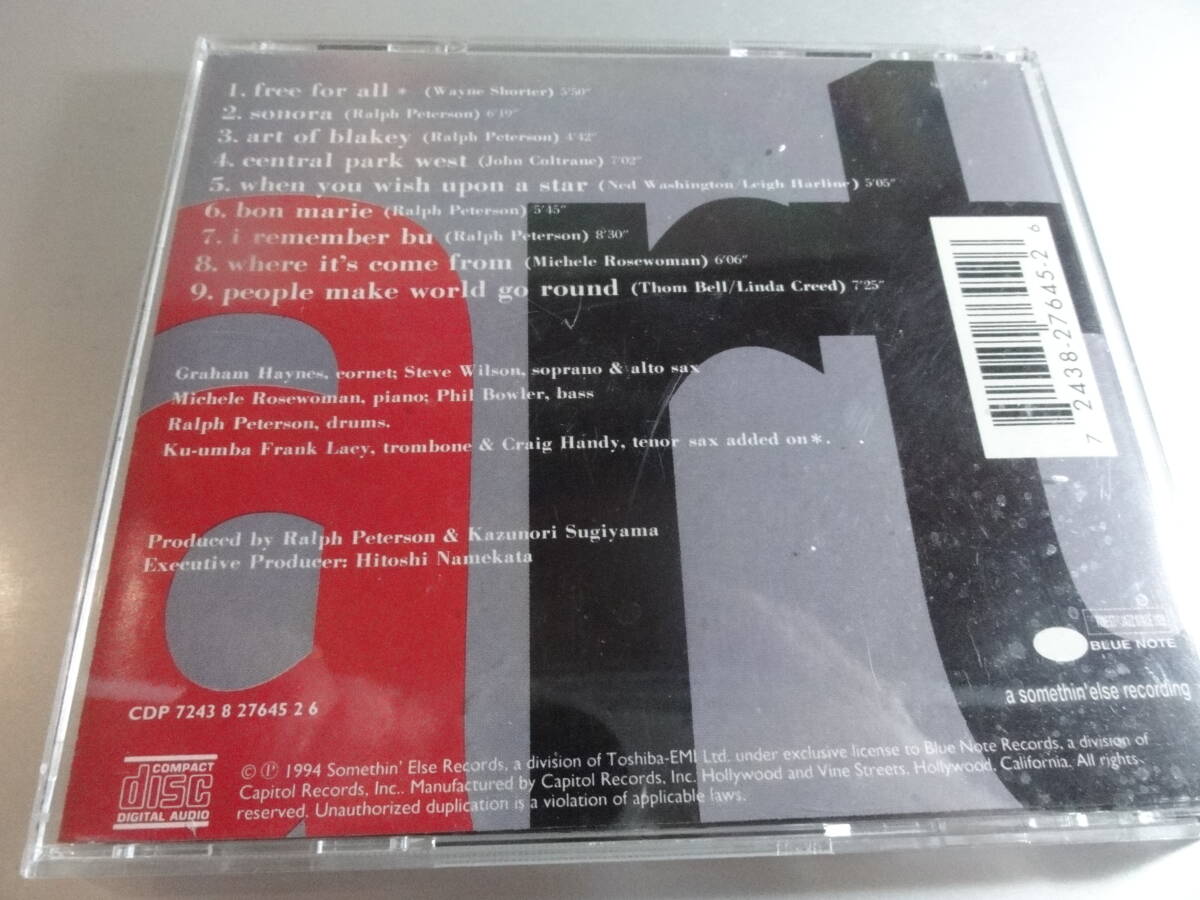 1. free for all * (Wayne Shorter) 5'50"
2. sonora (Ralph Peterson) 6'19"
3. art of blakey (Ralph Peterson) 4'42"
4. central park west (John Coltrane) 7'02"
5. when you wish upon a star (Ned Washington/Leigh Harline) 5'05"
6. bon marie (Ralph Peterson) 5'45"
7. i remember bu (Ralph Peterson) 8'30"
8. where it's come from (Michele Rosewoman) 6'06"
9. people make world go round (Thom Bell/Linda Creed) 7'25"
Graham Haynes, cornet; Steve Wilson, soprano & alto sax
Michele Rosewoman, piano; Phil Bowler, bass
Ralph Peterson, drums.
Ku-umba Frank Lacy, trombone & Craig Handy, tenor sax added on*. . .
Produced by Ralph Peterson & Kazunori Sugiyama
Executive Producer: Hitoshi Namekata
art
7 2438-27645-2 6
BLUE NOTE
a somethin'else recording
CDP 7243 8 27645 2 6
COMPACT
disc
DIGITAL AUDIO
© ℗ 1994 Somethin' Else Records, a division of Toshiba-EMI Ltd. under exclusive license to Blue Note Records, a division of
Capitol Records, Inc.. Manufactured by Capitol Records, Inc. Hollywood and Vine Streets, Hollywood, California. All rights
reserved. Unauthorized duplication is a violation of applicable laws.